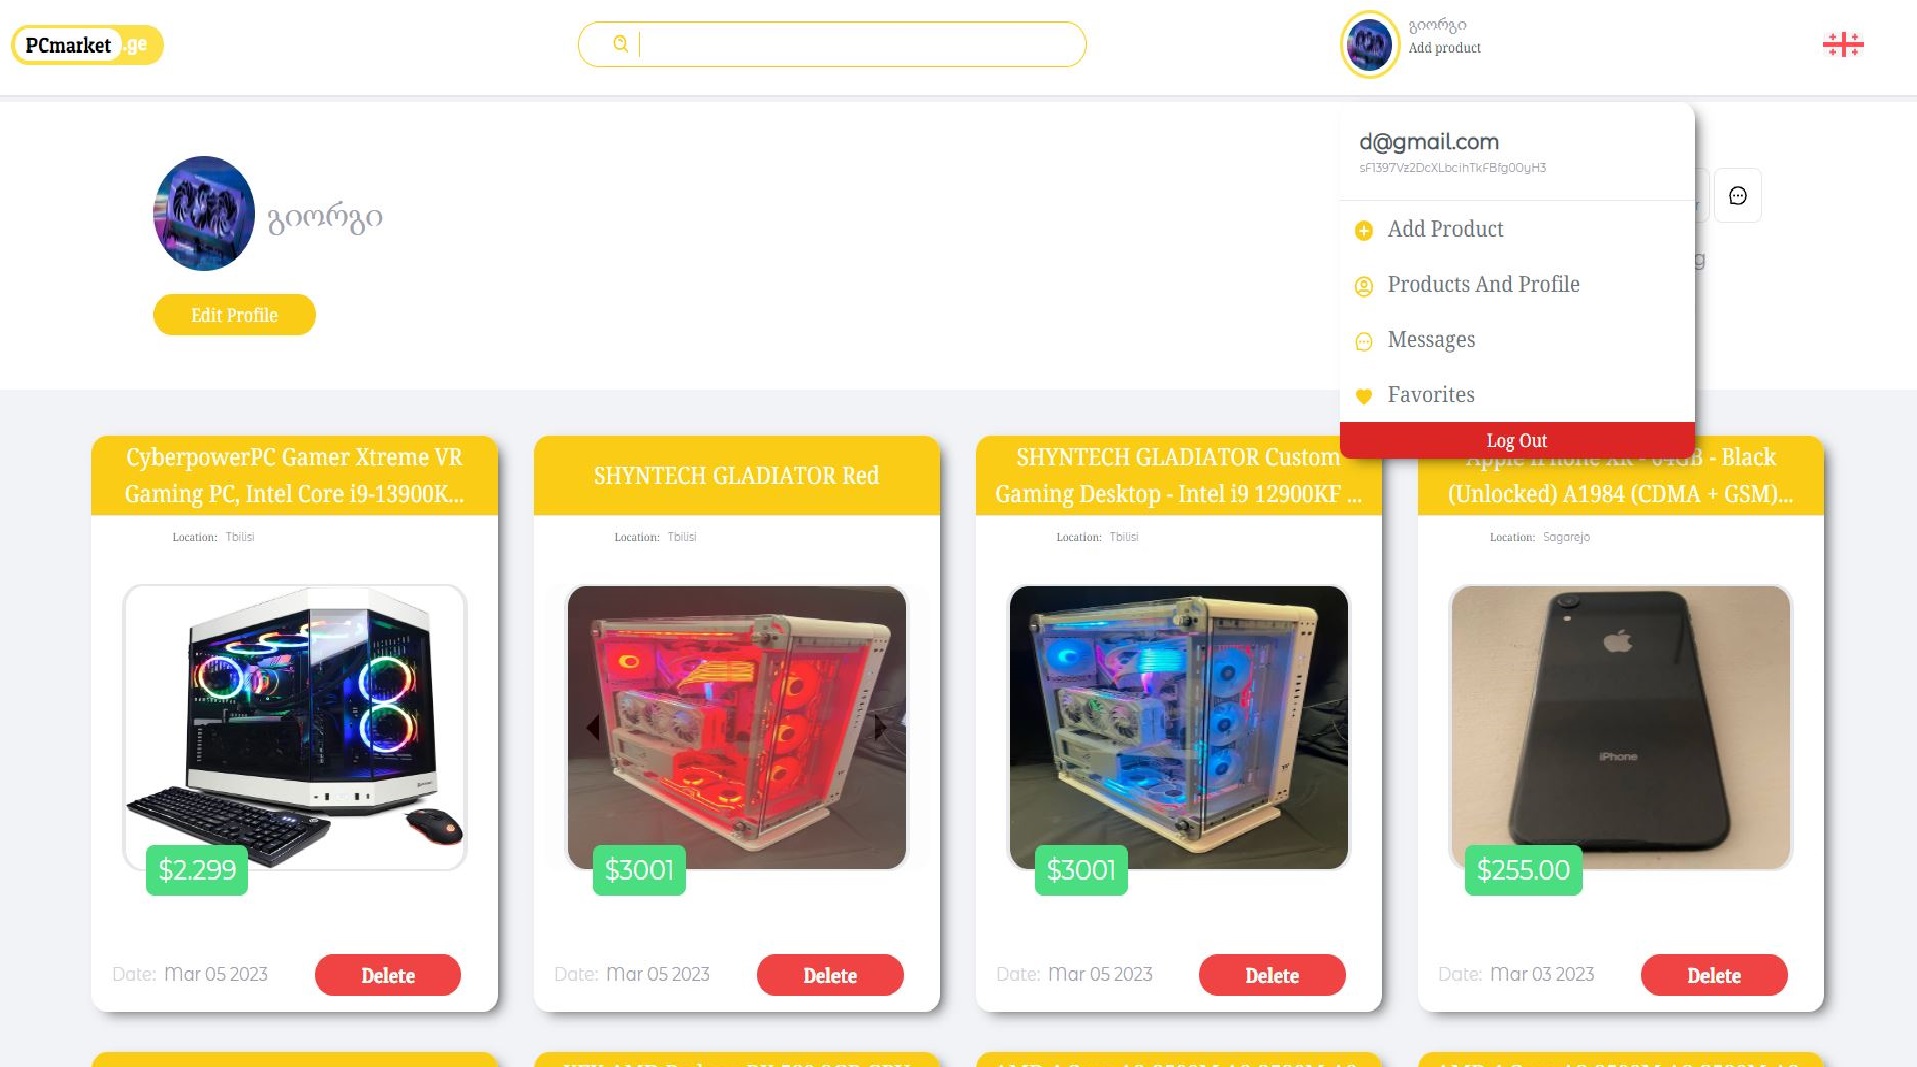 PCmarket.ge
გიორგი
Add product
d@gmail.com
sF1397Vz2DcXLbcihTkFBfg0OyH3
Add Product
Products And Profile
Messages
Favorites
Log Out
გიორგი
Edit Profile
CyberpowerPC Gamer Xtreme VR
Gaming PC, Intel Core i9-13900K...
Location: Tbilisi
$2.299
Date: Mar 05 2023
Delete
SHYNTECH GLADIATOR Red
Location: Tbilisi
$3001
Date: Mar 05 2023
Delete
SHYNTECH GLADIATOR Custom
Gaming Desktop - Intel i9 12900KF ...
Location: Tbilisi
$3001
Date: Mar 05 2023
Delete
Apple iPhone XR - 64GB - Black
(Unlocked) A1984 (CDMA + GSM)...
Location: Sagarejo
iPhone
$255.00
Date: Mar 03 2023
Delete